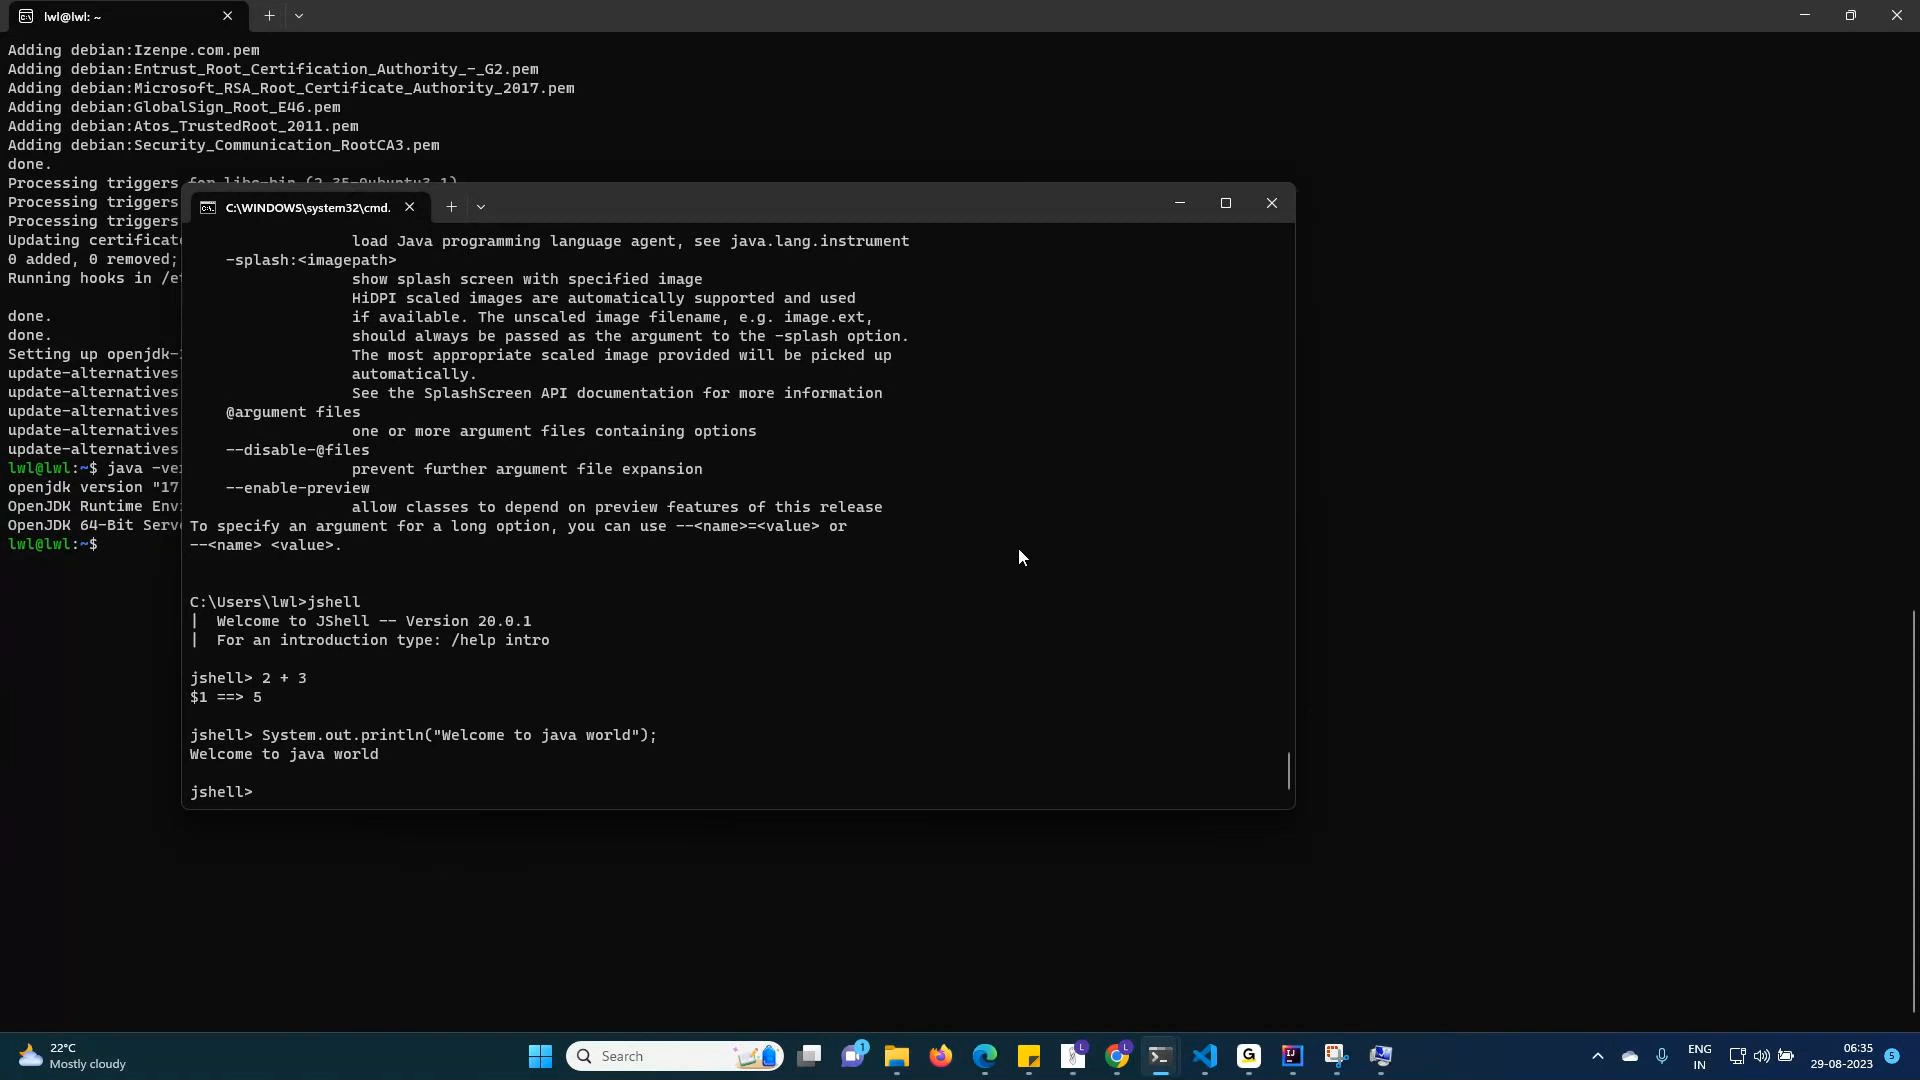 lwl@lwl: ~
Adding debian:Izenpe.com.pem
Adding debian:Entrust_Root_Certification_Authority_-_G2.pem
Adding debian:Microsoft_RSA_Root_Certificate_Authority_2017.pem
Adding debian:GlobalSign_Root_E46.pem
Adding debian:Atos_TrustedRoot_2011.pem
Adding debian:Security_Communication_RootCA3.pem
done.
Processing triggers for libc-bin (2.35-0ubuntu3.1)
Processing triggers
Processing triggers
Updating certificate
0 added, 0 removed;
Running hooks in /et
done.
done.
Setting up openjdk-1
update-alternatives
update-alternatives
update-alternatives
update-alternatives
update-alternatives
lwl@lwl:~$ java -ver
openjdk version "17
OpenJDK Runtime Envi
OpenJDK 64-Bit Serve
lwl@lwl:~$
C:\WINDOWS\system32\cmd.
load Java programming language agent, see java.lang.instrument
-splash:<imagepath>
show splash screen with specified image
HiDPI scaled images are automatically supported and used
if available. The unscaled image filename, e.g. image.ext,
should always be passed as the argument to the -splash option.
The most appropriate scaled image provided will be picked up
automatically.
See the SplashScreen API documentation for more information
@argument files
one or more argument files containing options
--disable-@files
prevent further argument file expansion
--enable-preview
allow classes to depend on preview features of this release
To specify an argument for a long option, you can use --<name>=<value> or
--<name> <value>.
C:\Users\lwl>jshell
|  Welcome to JShell -- Version 20.0.1
|  For an introduction type: /help intro
jshell> 2 + 3
$1 ==> 5
jshell> System.out.println("Welcome to java world");
Welcome to java world
jshell>
22°C
Mostly cloudy
Search
1
L
L
G
IJ
ENG
IN
06:35
29-08-2023
5